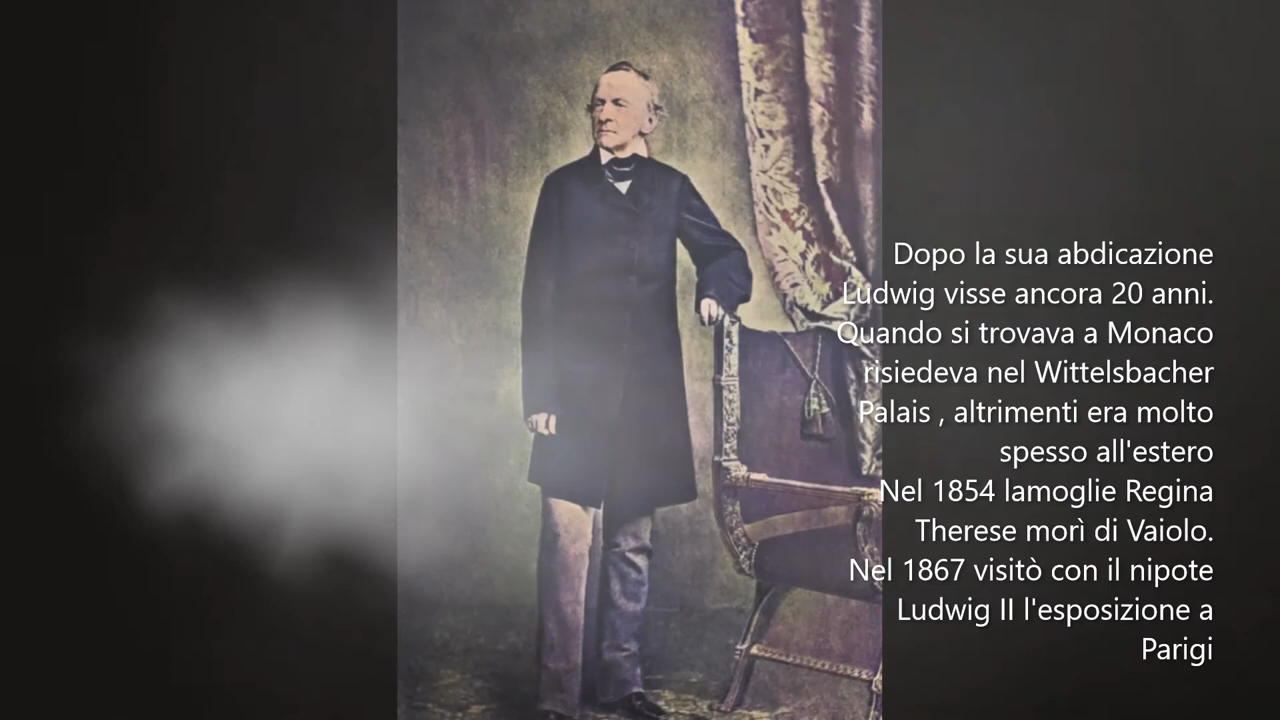 Dopo la sua abdicazione
Ludwig visse ancora 20 anni.
Quando si trovava a Monaco
risiedeva nel Wittelsbacher
Palais , altrimenti era molto
spesso all'estero
Nel 1854 lamoglie Regina
Therese morì di Vaiolo.
Nel 1867 visitò con il nipote
Ludwig II l'esposizione a
Parigi